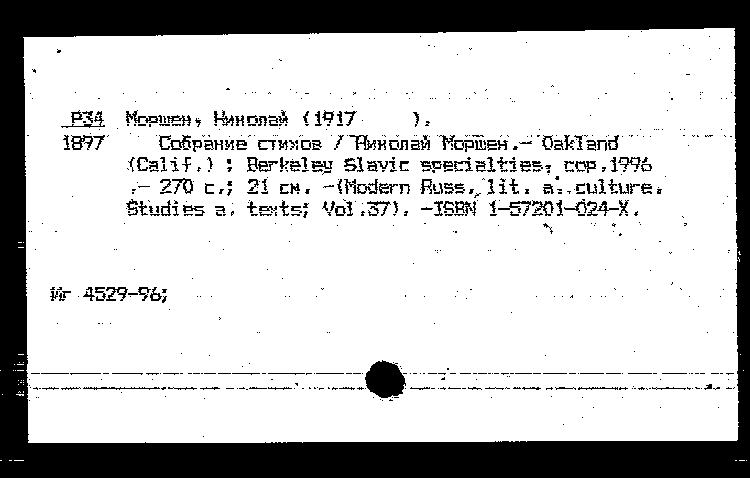 Р34 Моршен, Николай (1917 ).
1897 Собрание стихов / Николай Моршен.- Oakland
(Calif.) : Berkeley Slavic specialties, cop.1996
.- 270 с.; 21 см. -(Modern Russ. lit. a. culture.
Studies a. texts; Vol.37). -ISBN 1-57201-024-X.
Иг 4529-96;